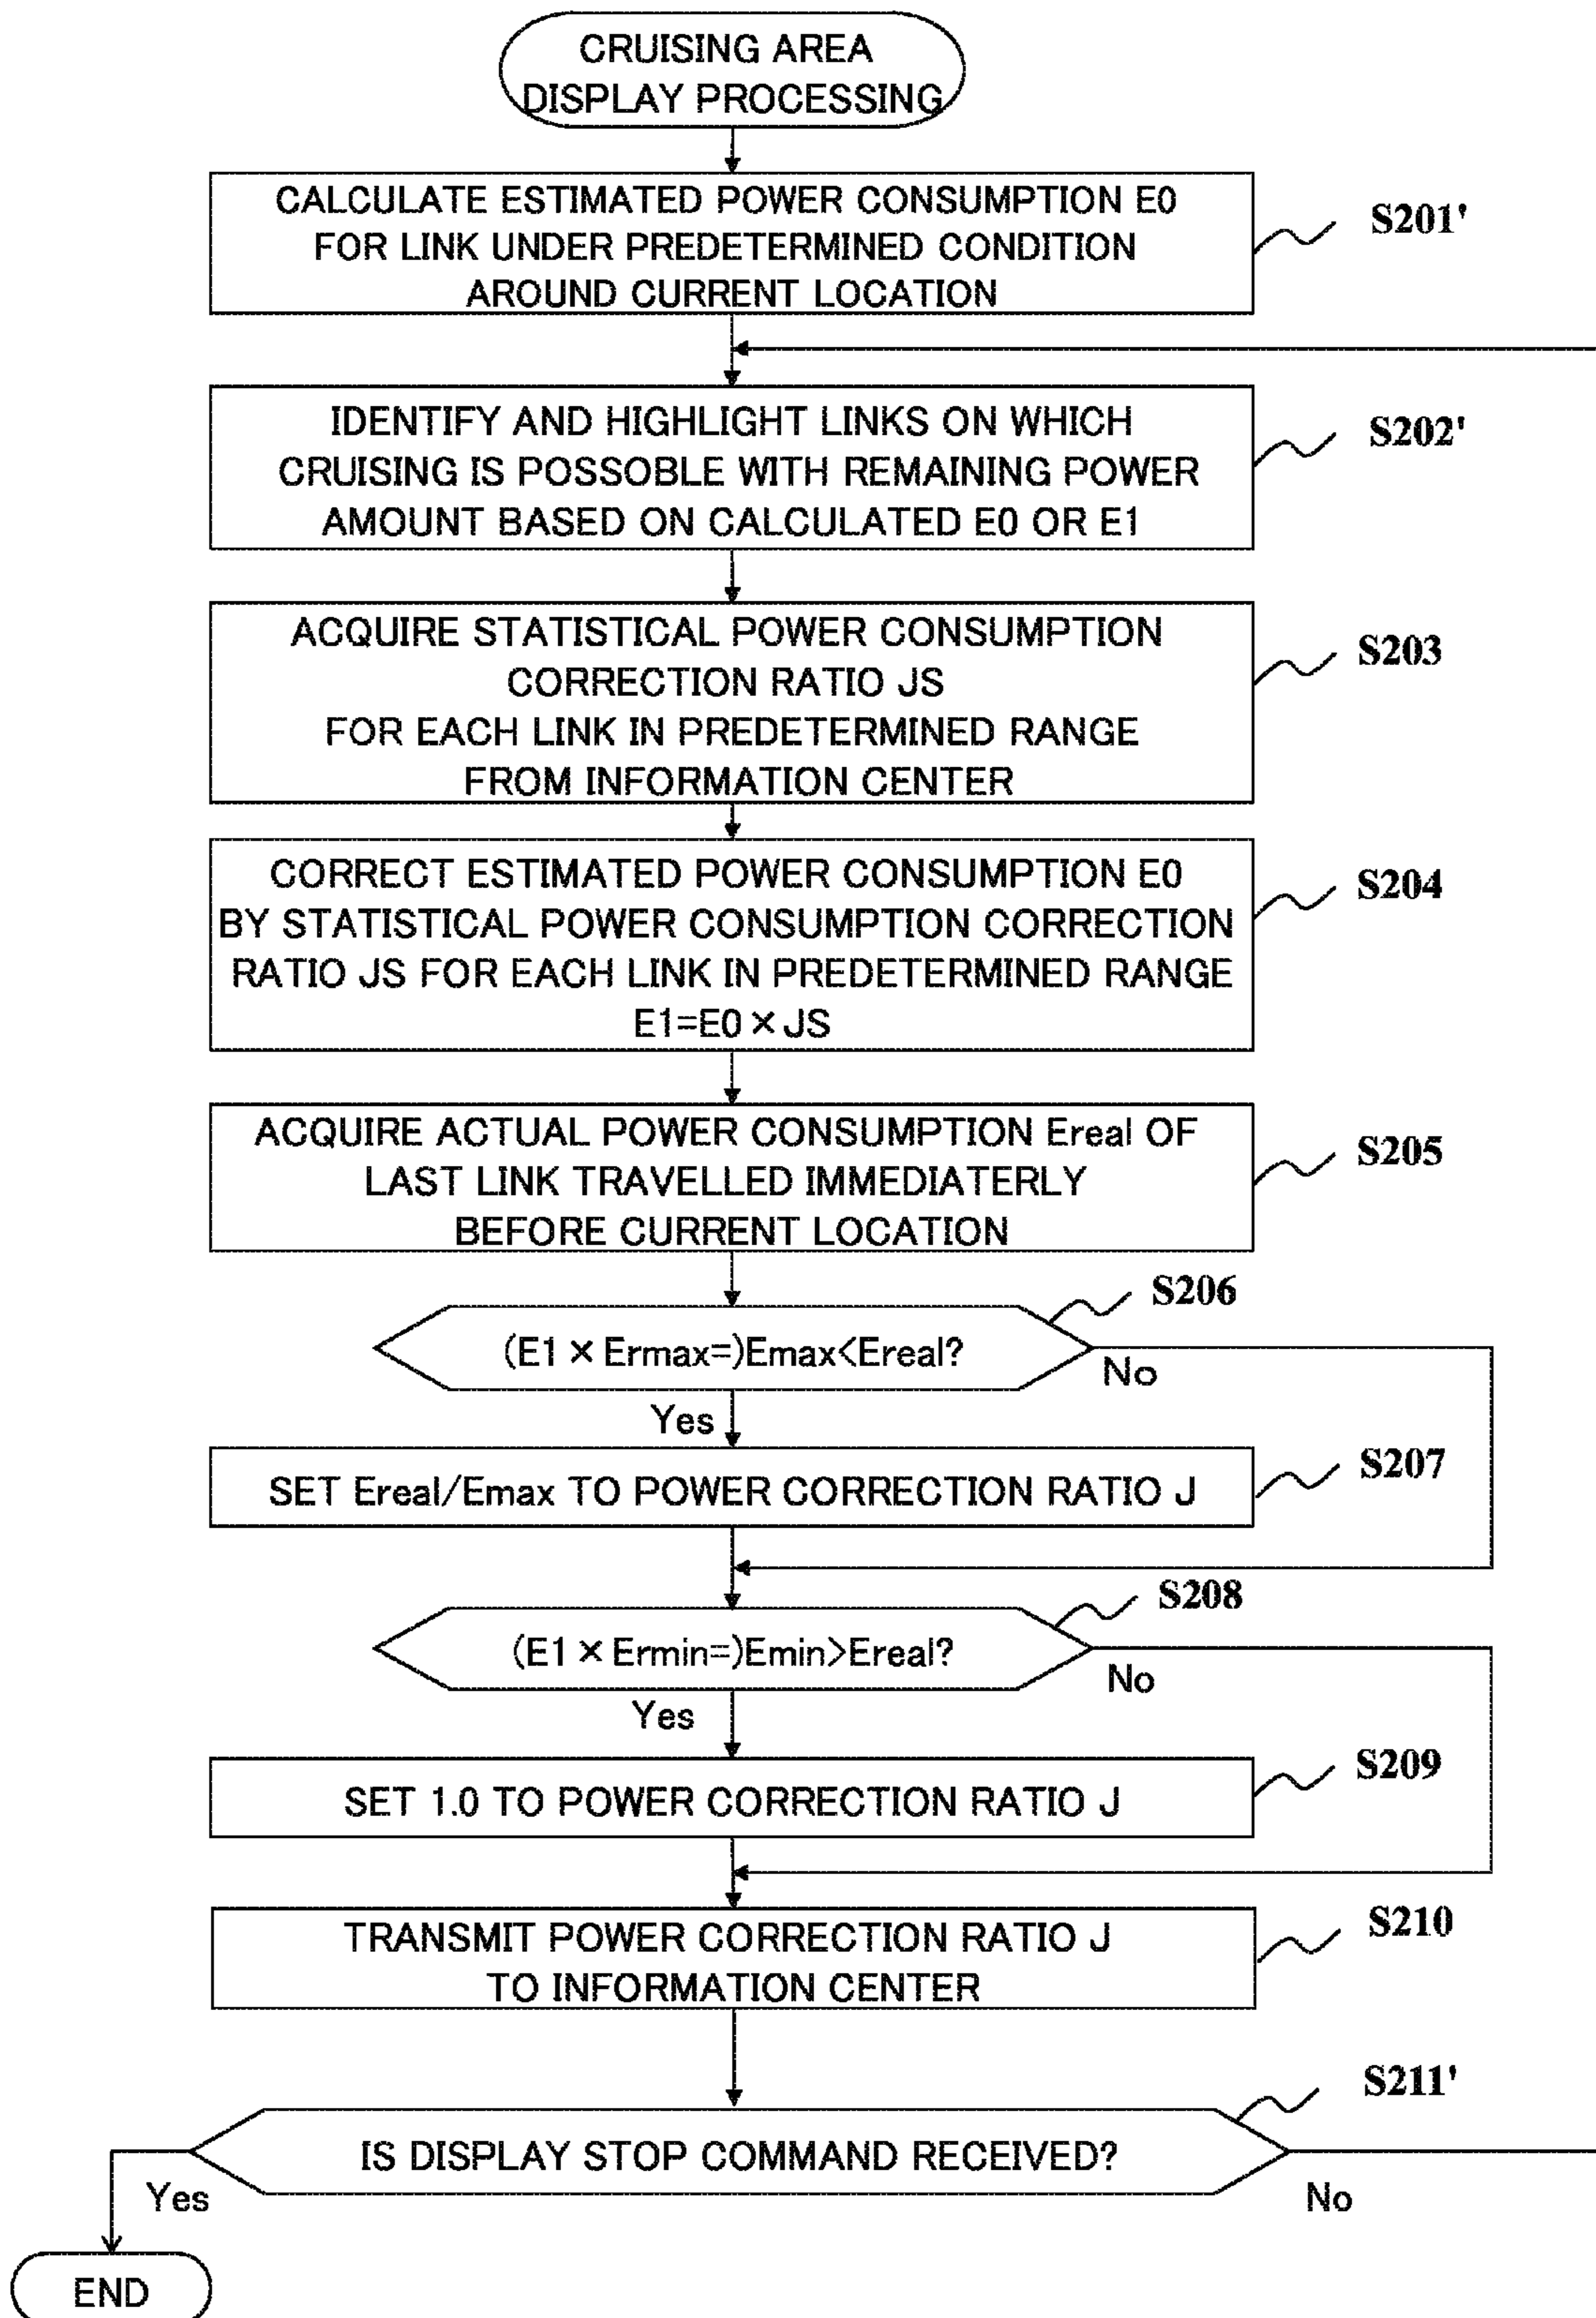 CRUISING AREA
DISPLAY PROCESSING
CALCULATE ESTIMATED POWER CONSUMPTION E0
FOR LINK UNDER PREDETERMINED CONDITION
AROUND CURRENT LOCATION
S201'
IDENTIFY AND HIGHLIGHT LINKS ON WHICH
CRUISING IS POSSOBLE WITH REMAINING POWER
AMOUNT BASED ON CALCULATED E0 OR E1
S202'
ACQUIRE STATISTICAL POWER CONSUMPTION
CORRECTION RATIO JS
FOR EACH LINK IN PREDETERMINED RANGE
FROM INFORMATION CENTER
S203
CORRECT ESTIMATED POWER CONSUMPTION E0
BY STATISTICAL POWER CONSUMPTION CORRECTION
RATIO JS FOR EACH LINK IN PREDETERMINED RANGE
E1=E0×JS
S204
ACQUIRE ACTUAL POWER CONSUMPTION Ereal OF
LAST LINK TRAVELLED IMMEDIATERLY
BEFORE CURRENT LOCATION
S205
S206
(E1×Ermax=)Emax<Ereal?
No
Yes
SET Ereal/Emax TO POWER CORRECTION RATIO J
S207
S208
(E1×Ermin=)Emin>Ereal?
No
Yes
SET 1.0 TO POWER CORRECTION RATIO J
S209
TRANSMIT POWER CORRECTION RATIO J
TO INFORMATION CENTER
S210
S211'
IS DISPLAY STOP COMMAND RECEIVED?
Yes
No
END